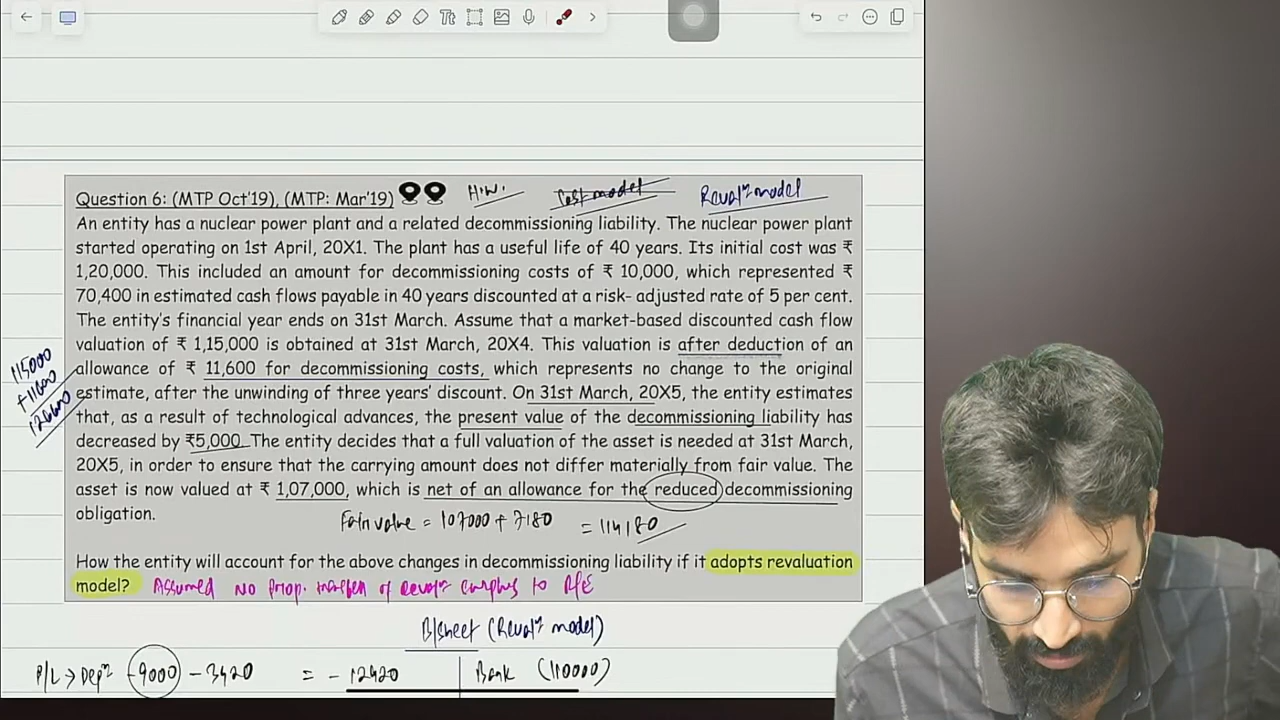 Question 6: (MTP Oct'19), (MTP: Mar'19) H.W. Cost model Revalⁿ model
An entity has a nuclear power plant and a related decommissioning liability. The nuclear power plant
started operating on 1st April, 20X1. The plant has a useful life of 40 years. Its initial cost was ₹
1,20,000. This included an amount for decommissioning costs of ₹ 10,000, which represented ₹
70,400 in estimated cash flows payable in 40 years discounted at a risk- adjusted rate of 5 per cent.
The entity's financial year ends on 31st March. Assume that a market-based discounted cash flow
valuation of ₹ 1,15,000 is obtained at 31st March, 20X4. This valuation is after deduction of an
allowance of ₹ 11,600 for decommissioning costs, which represents no change to the original
estimate, after the unwinding of three years' discount. On 31st March, 20X5, the entity estimates
that, as a result of technological advances, the present value of the decommissioning liability has
decreased by ₹5,000 The entity decides that a full valuation of the asset is needed at 31st March,
20X5, in order to ensure that the carrying amount does not differ materially from fair value. The
asset is now valued at ₹ 1,07,000, which is net of an allowance for the reduced decommissioning
obligation.
115000
+11600
126600
Fair value = 107000 + 7180 = 114180
How the entity will account for the above changes in decommissioning liability if it adopts revaluation
model? Assumed no prop. transfer of revalⁿ surplus to R/E
B/sheet (Revalⁿ model)
P/L → Depⁿ -9000 - 3420 = - 12420 Bank (110000)